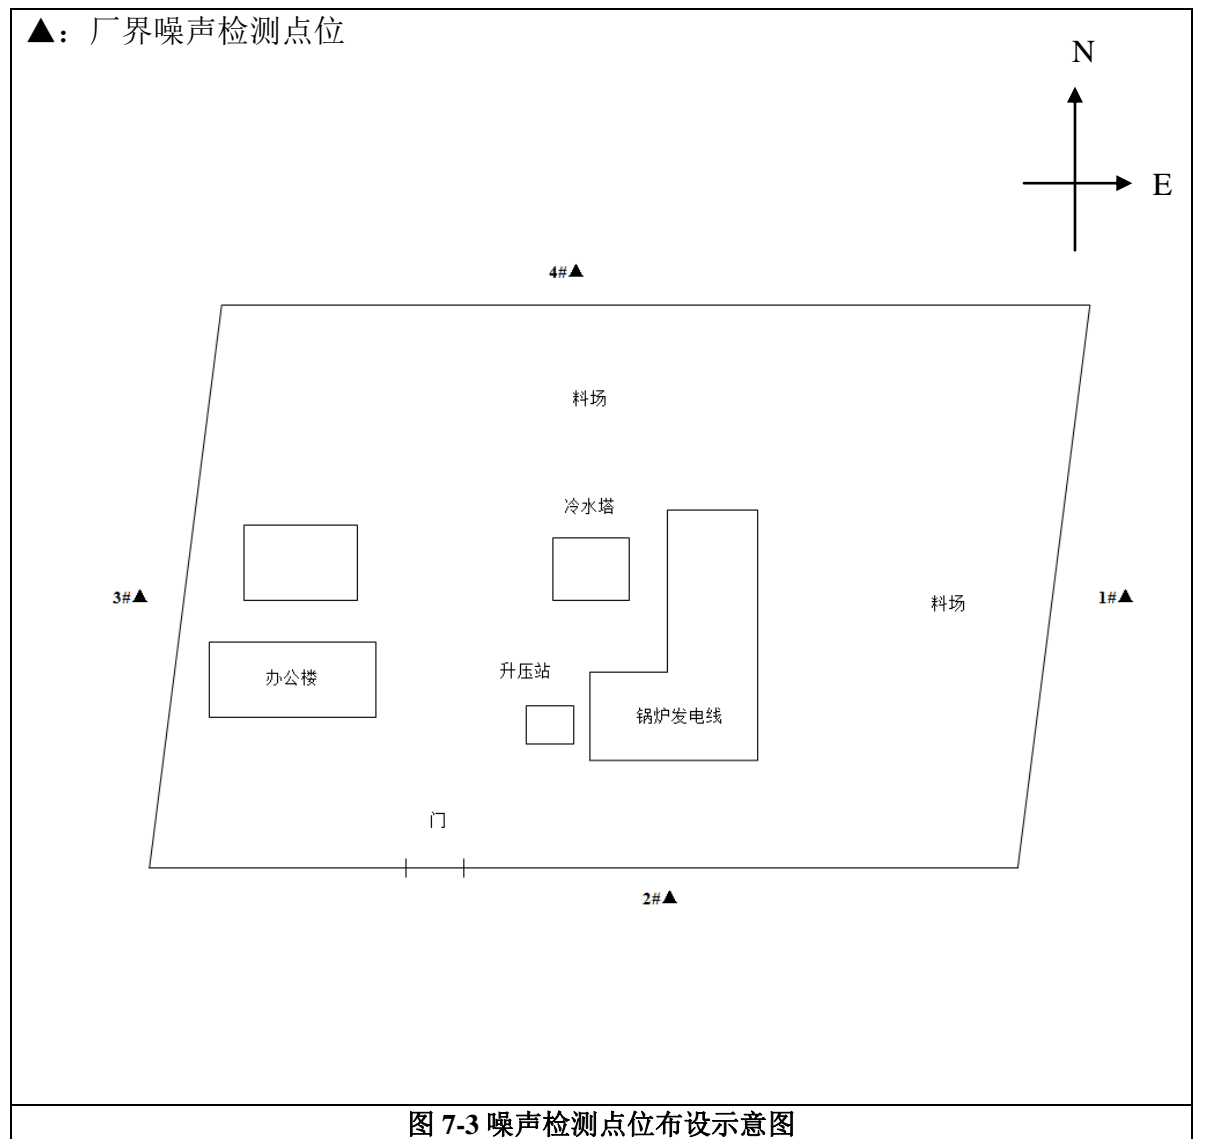 ▲：厂界噪声检测点位
N
E
4#▲
料场
冷水塔
3#▲
料场
1#▲
办公楼
升压站
锅炉发电线
门
2#▲
图 7-3 噪声检测点位布设示意图